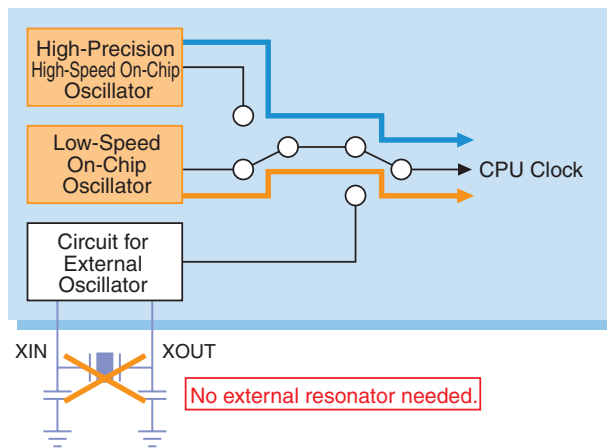 High-Precision
High-Speed On-Chip
Oscillator
Low-Speed
On-Chip
Oscillator
CPU Clock
Circuit for
External
Oscillator
XIN
XOUT
No external resonator needed.